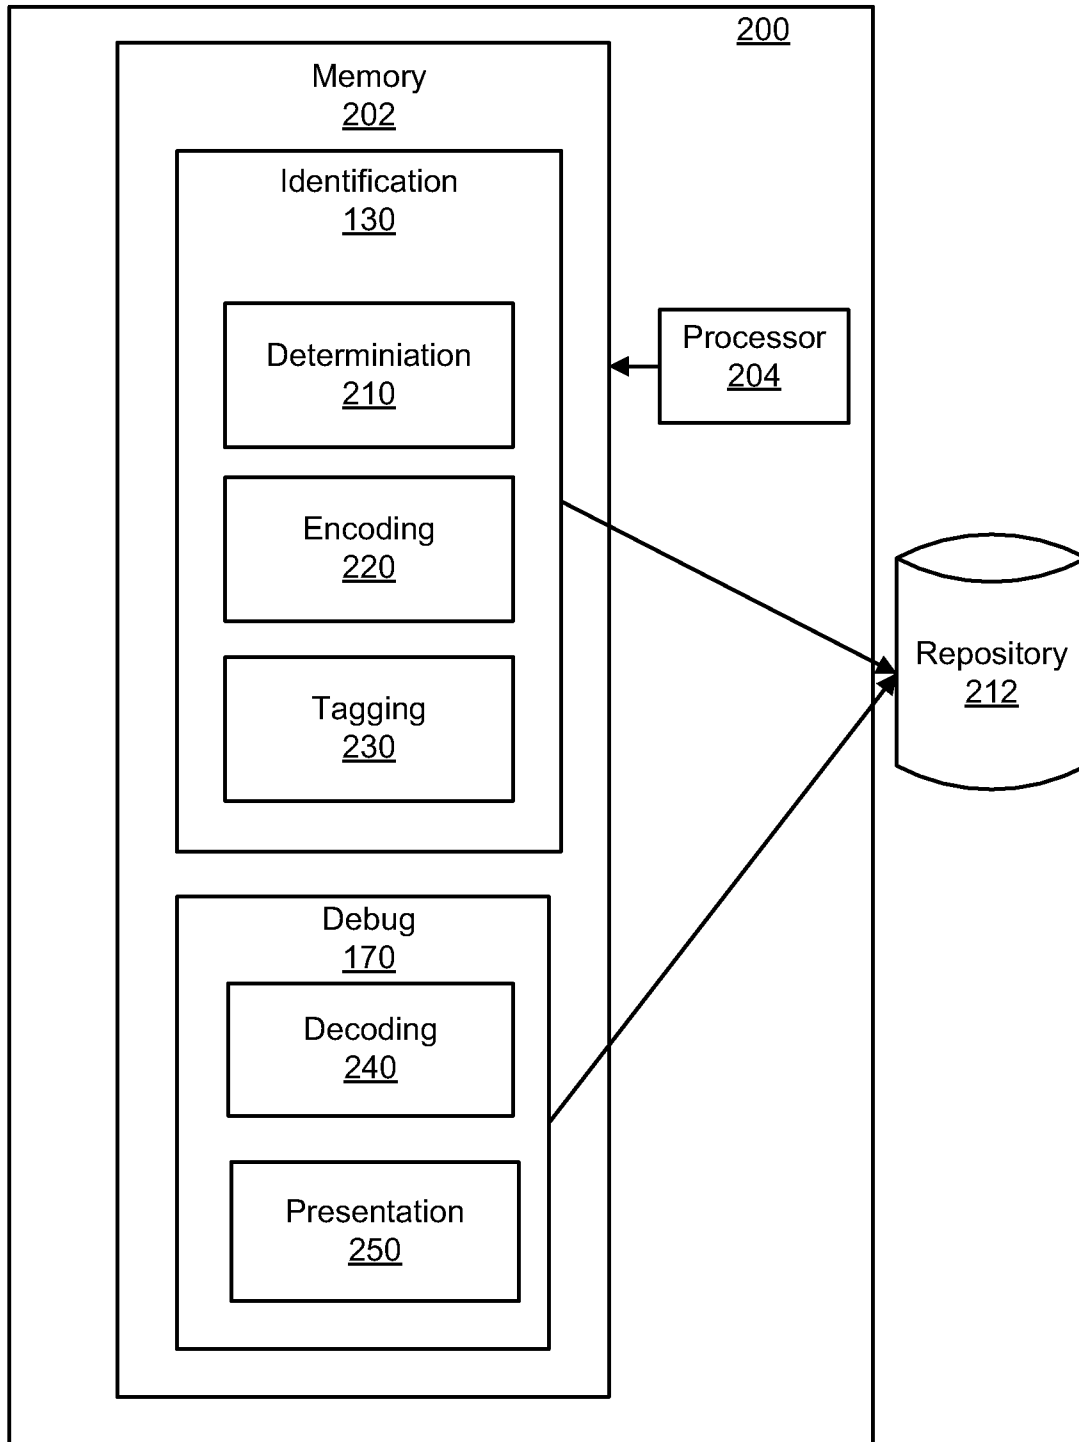 200
Memory
202
Identification
130
Determiniation
210
Processor
204
Encoding
220
Repository
212
Tagging
230
Debug
170
Decoding
240
Presentation
250